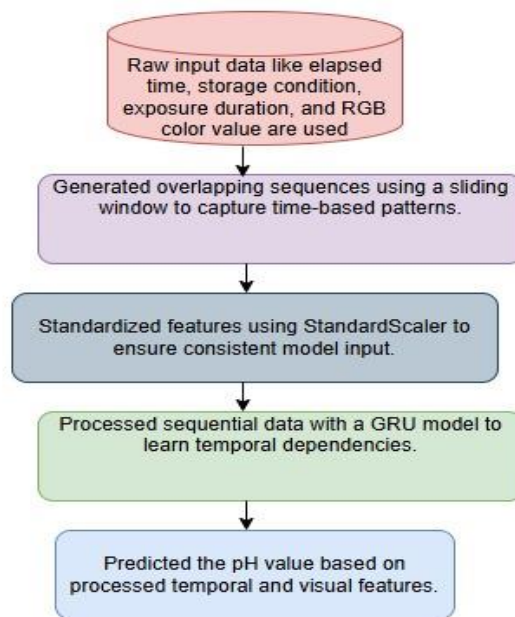 Raw input data like elapsed
time, storage condition,
exposure duration, and RGB
color value are used
Generated overlapping sequences using a sliding
window to capture time-based patterns.
Standardized features using StandardScaler to
ensure consistent model input.
Processed sequential data with a GRU model to
learn temporal dependencies.
Predicted the pH value based on
processed temporal and visual features.